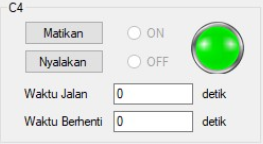 C4
Matikan ON
Nyalakan OFF
Waktu Jalan 0 detik
Waktu Berhenti 0 detik